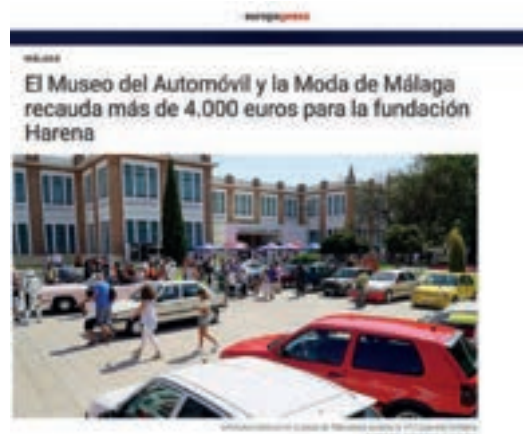 europapress
MÁLAGA
El Museo del Automóvil y la Moda de Málaga
recauda más de 4.000 euros para la fundación
Harena